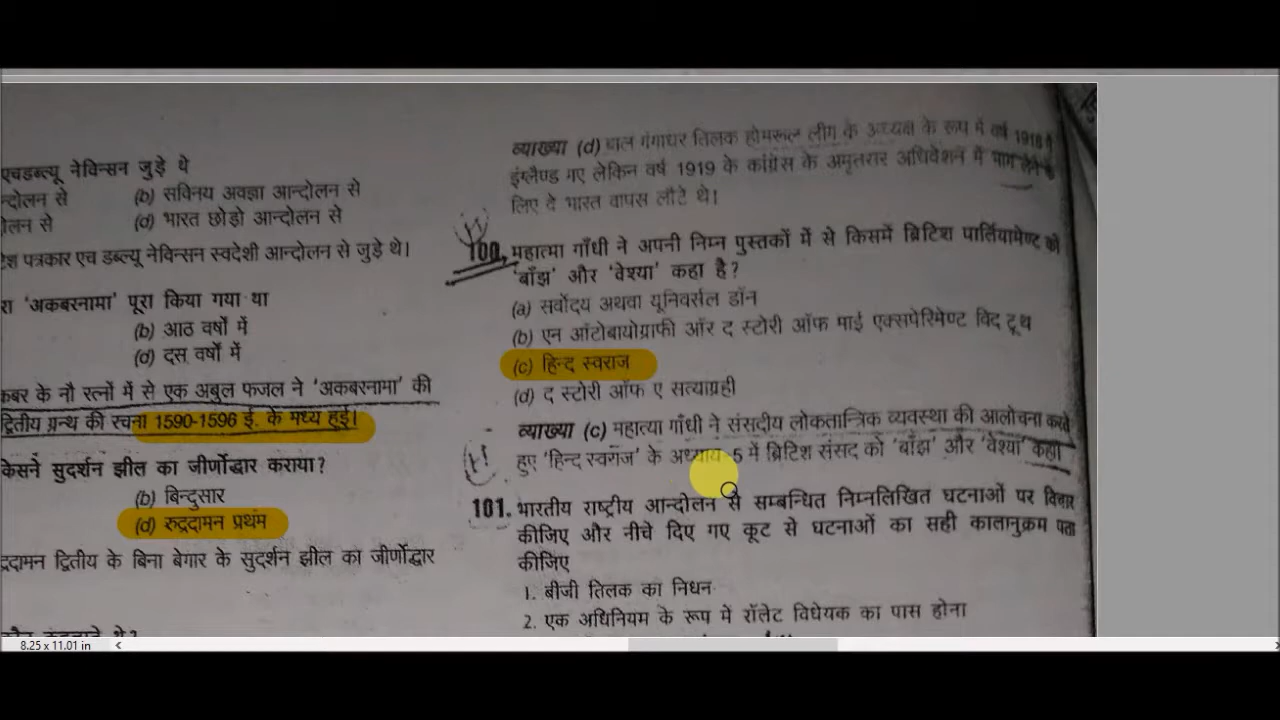 एचडब्ल्यू नेविन्सन जुड़े थे
न्दोलन से (b) सविनय अवज्ञा आन्दोलन से
ोलन से (d) भारत छोड़ो आन्दोलन से
पत्रकार एच डब्ल्यू नेविन्सन स्वदेशी आन्दोलन से जुड़े थे।
रा 'अकबरनामा' पूरा किया गया था
(b) आठ वर्षों में
(d) दस वर्षों में
कबर के नौ रत्नों में से एक अबुल फजल ने 'अकबरनामा' की
द्वितीय ग्रन्थ की रचना 1590-1596 ई. के मध्य हुई।
केसने सुदर्शन झील का जीर्णोद्धार कराया?
(b) बिन्दुसार
(d) रुद्रदामन प्रथम
द्रदामन द्वितीय के बिना बेगार के सुदर्शन झील का जीर्णोद्धार
व्याख्या (d) बाल गंगाधर तिलक होमरूल लीग के अध्यक्ष के रूप में वर्ष 1918 में
इंग्लैण्ड गए लेकिन वर्ष 1919 के कांग्रेस के अमृतसर अधिवेशन में भाग लेने के
लिए वे भारत वापस लौटे थे।
100. महात्मा गाँधी ने अपनी निम्न पुस्तकों में से किसमें ब्रिटिश पार्लियामेण्ट को
'बाँझ' और 'वेश्या' कहा है?
(a) सर्वोदय अथवा यूनिवर्सल डॉन
(b) एन ऑटोबायोग्राफी ऑर द स्टोरी ऑफ माई एक्सपेरिमेण्ट विद ट्रूथ
(c) हिन्द स्वराज
(d) द स्टोरी ऑफ ए सत्याग्रही
व्याख्या (c) महात्मा गाँधी ने संसदीय लोकतान्त्रिक व्यवस्था की आलोचना करते
हुए 'हिन्द स्वराज' के अध्याय 5 में ब्रिटिश संसद को 'बाँझ' और 'वेश्या' कहा
101. भारतीय राष्ट्रीय आन्दोलन से सम्बन्धित निम्नलिखित घटनाओं पर विचार
कीजिए और नीचे दिए गए कूट से घटनाओं का सही कालानुक्रम पता
कीजिए
1. बीजी तिलक का निधन
2. एक अधिनियम के रूप में रॉलेट विधेयक का पास होना
8.25 x 11.01 in